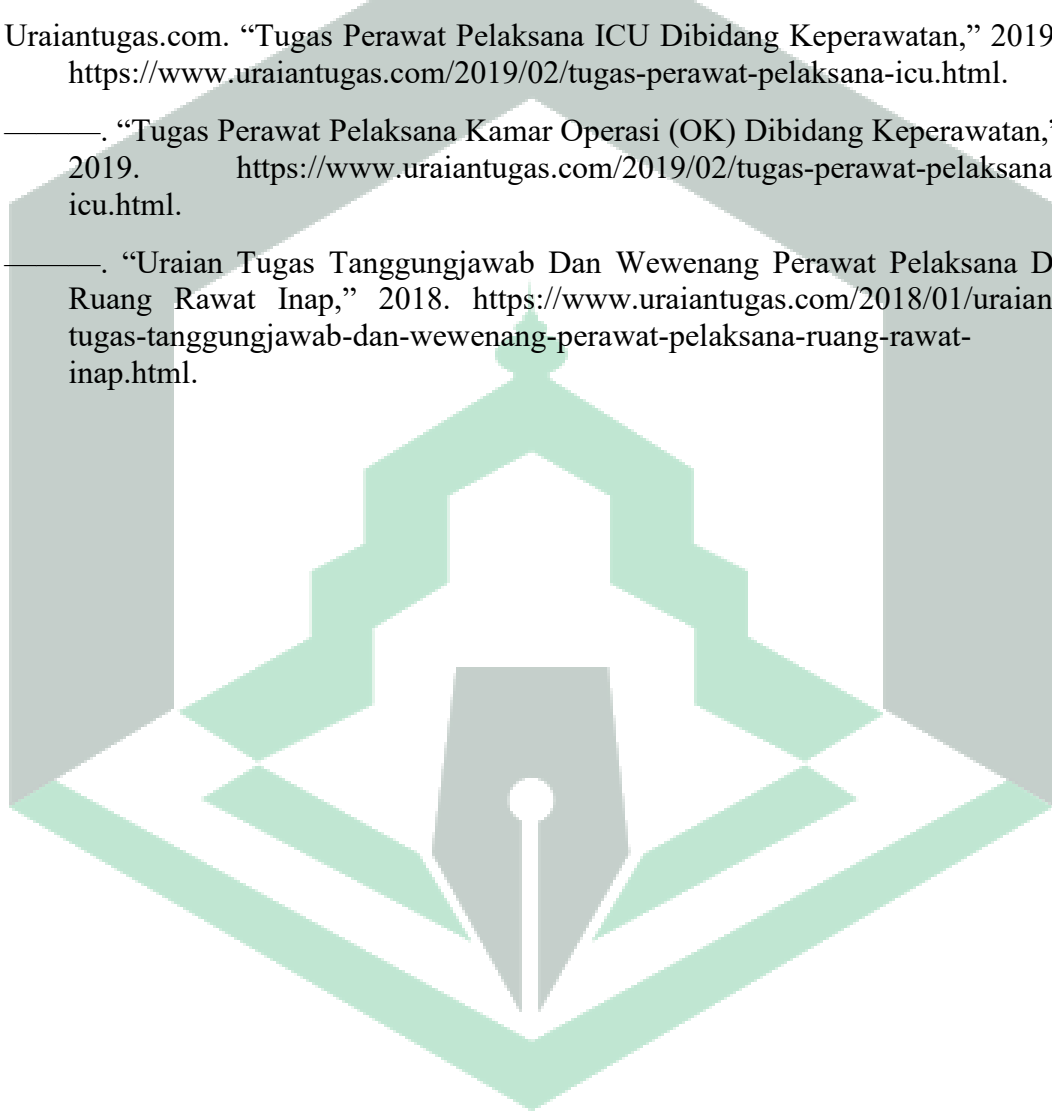 Uraiantugas.com. “Tugas Perawat Pelaksana ICU Dibidang Keperawatan,” 2019
https://www.uraiantugas.com/2019/02/tugas-perawat-pelaksana-icu.html.
———. “Tugas Perawat Pelaksana Kamar Operasi (OK) Dibidang Keperawatan,”
2019. https://www.uraiantugas.com/2019/02/tugas-perawat-pelaksana
icu.html.
———. “Uraian Tugas Tanggungjawab Dan Wewenang Perawat Pelaksana D
Ruang Rawat Inap,” 2018. https://www.uraiantugas.com/2018/01/uraian
tugas-tanggungjawab-dan-wewenang-perawat-pelaksana-ruang-rawat-
inap.html.